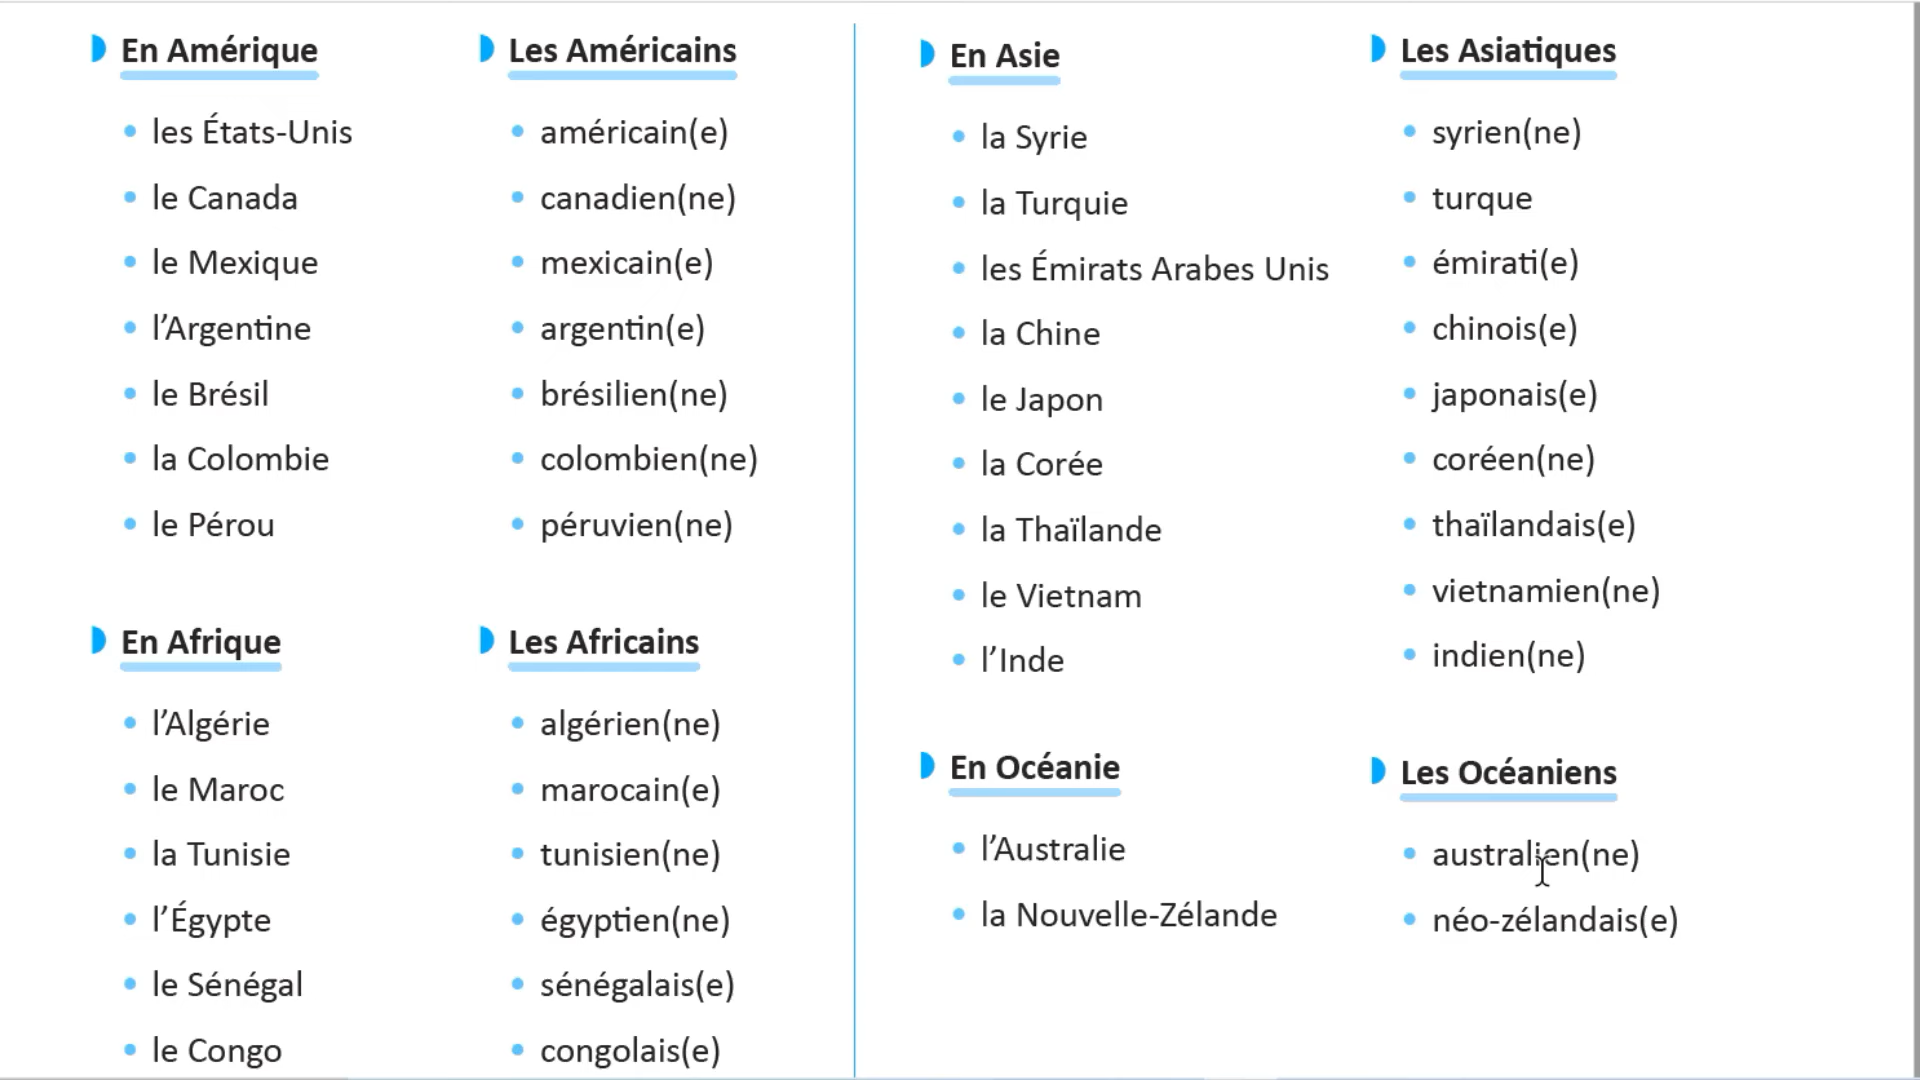 En Amérique
les États-Unis
le Canada
le Mexique
l’Argentine
le Brésil
la Colombie
le Pérou
Les Américains
américain(e)
canadien(ne)
mexicain(e)
argentin(e)
brésilien(ne)
colombien(ne)
péruvien(ne)
En Afrique
l’Algérie
le Maroc
la Tunisie
l’Égypte
le Sénégal
le Congo
Les Africains
algérien(ne)
marocain(e)
tunisien(ne)
égyptien(ne)
sénégalais(e)
congolais(e)
En Asie
la Syrie
la Turquie
les Émirats Arabes Unis
la Chine
le Japon
la Corée
la Thaïlande
le Vietnam
l’Inde
Les Asiatiques
syrien(ne)
turque
émirati(e)
chinois(e)
japonais(e)
coréen(ne)
thaïlandais(e)
vietnamien(ne)
indien(ne)
En Océanie
l’Australie
la Nouvelle-Zélande
Les Océaniens
australien(ne)
néo-zélandais(e)